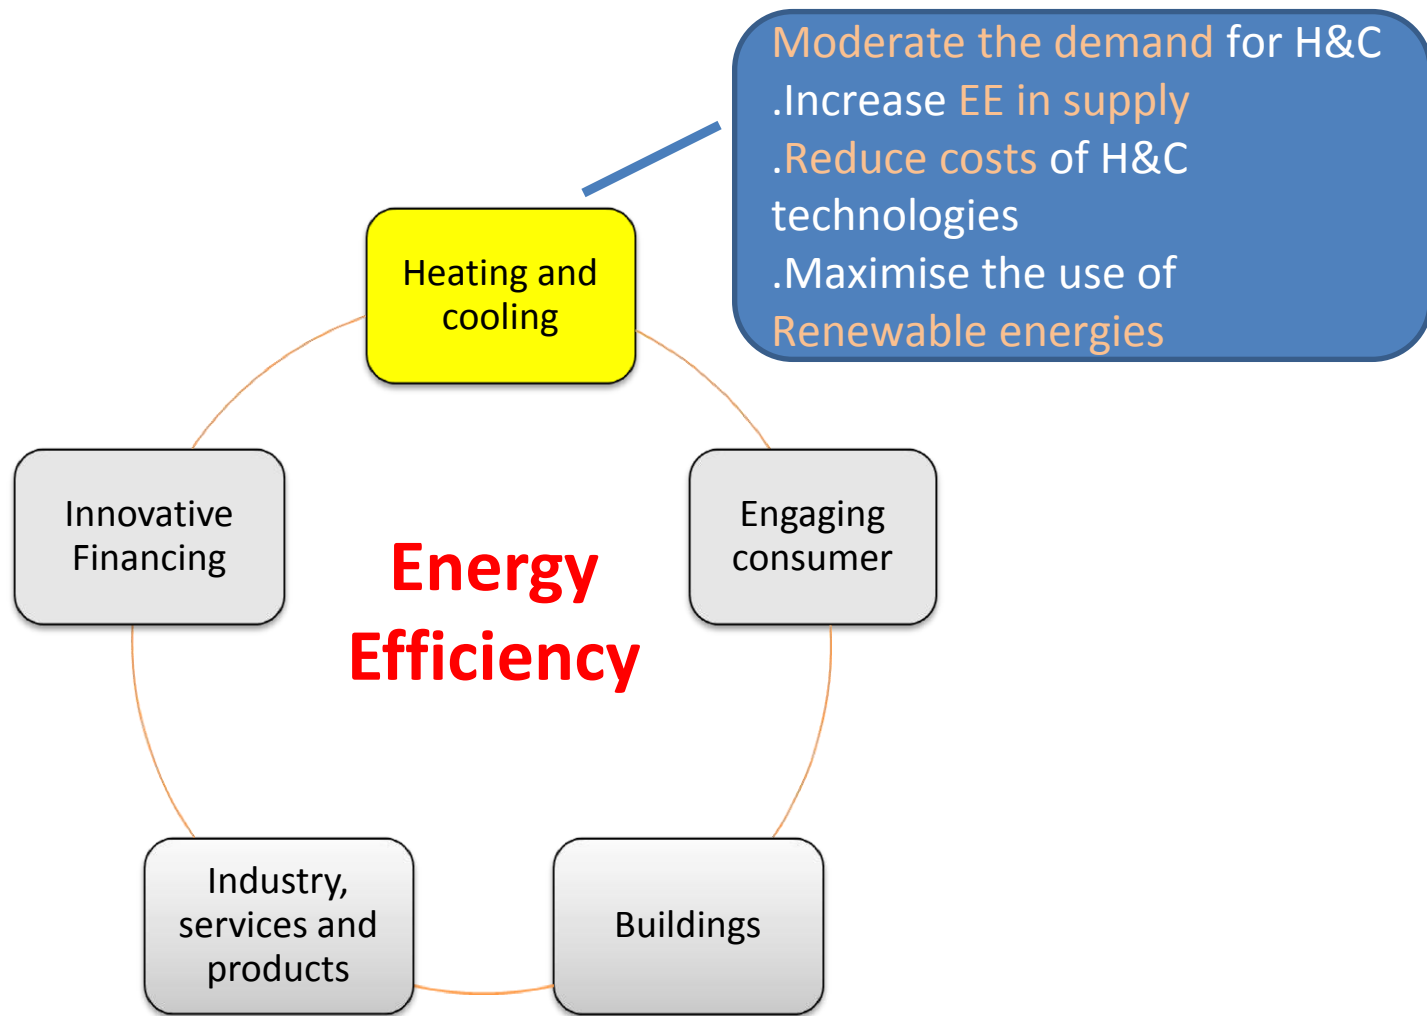 Moderate the demand for H&C
.Increase EE in supply
.Reduce costs of H&C
technologies
.Maximise the use of
Renewable energies
Heating and
cooling
Innovative
Financing
Engaging
consumer
Energy
Efficiency
Industry,
services and
products
Buildings